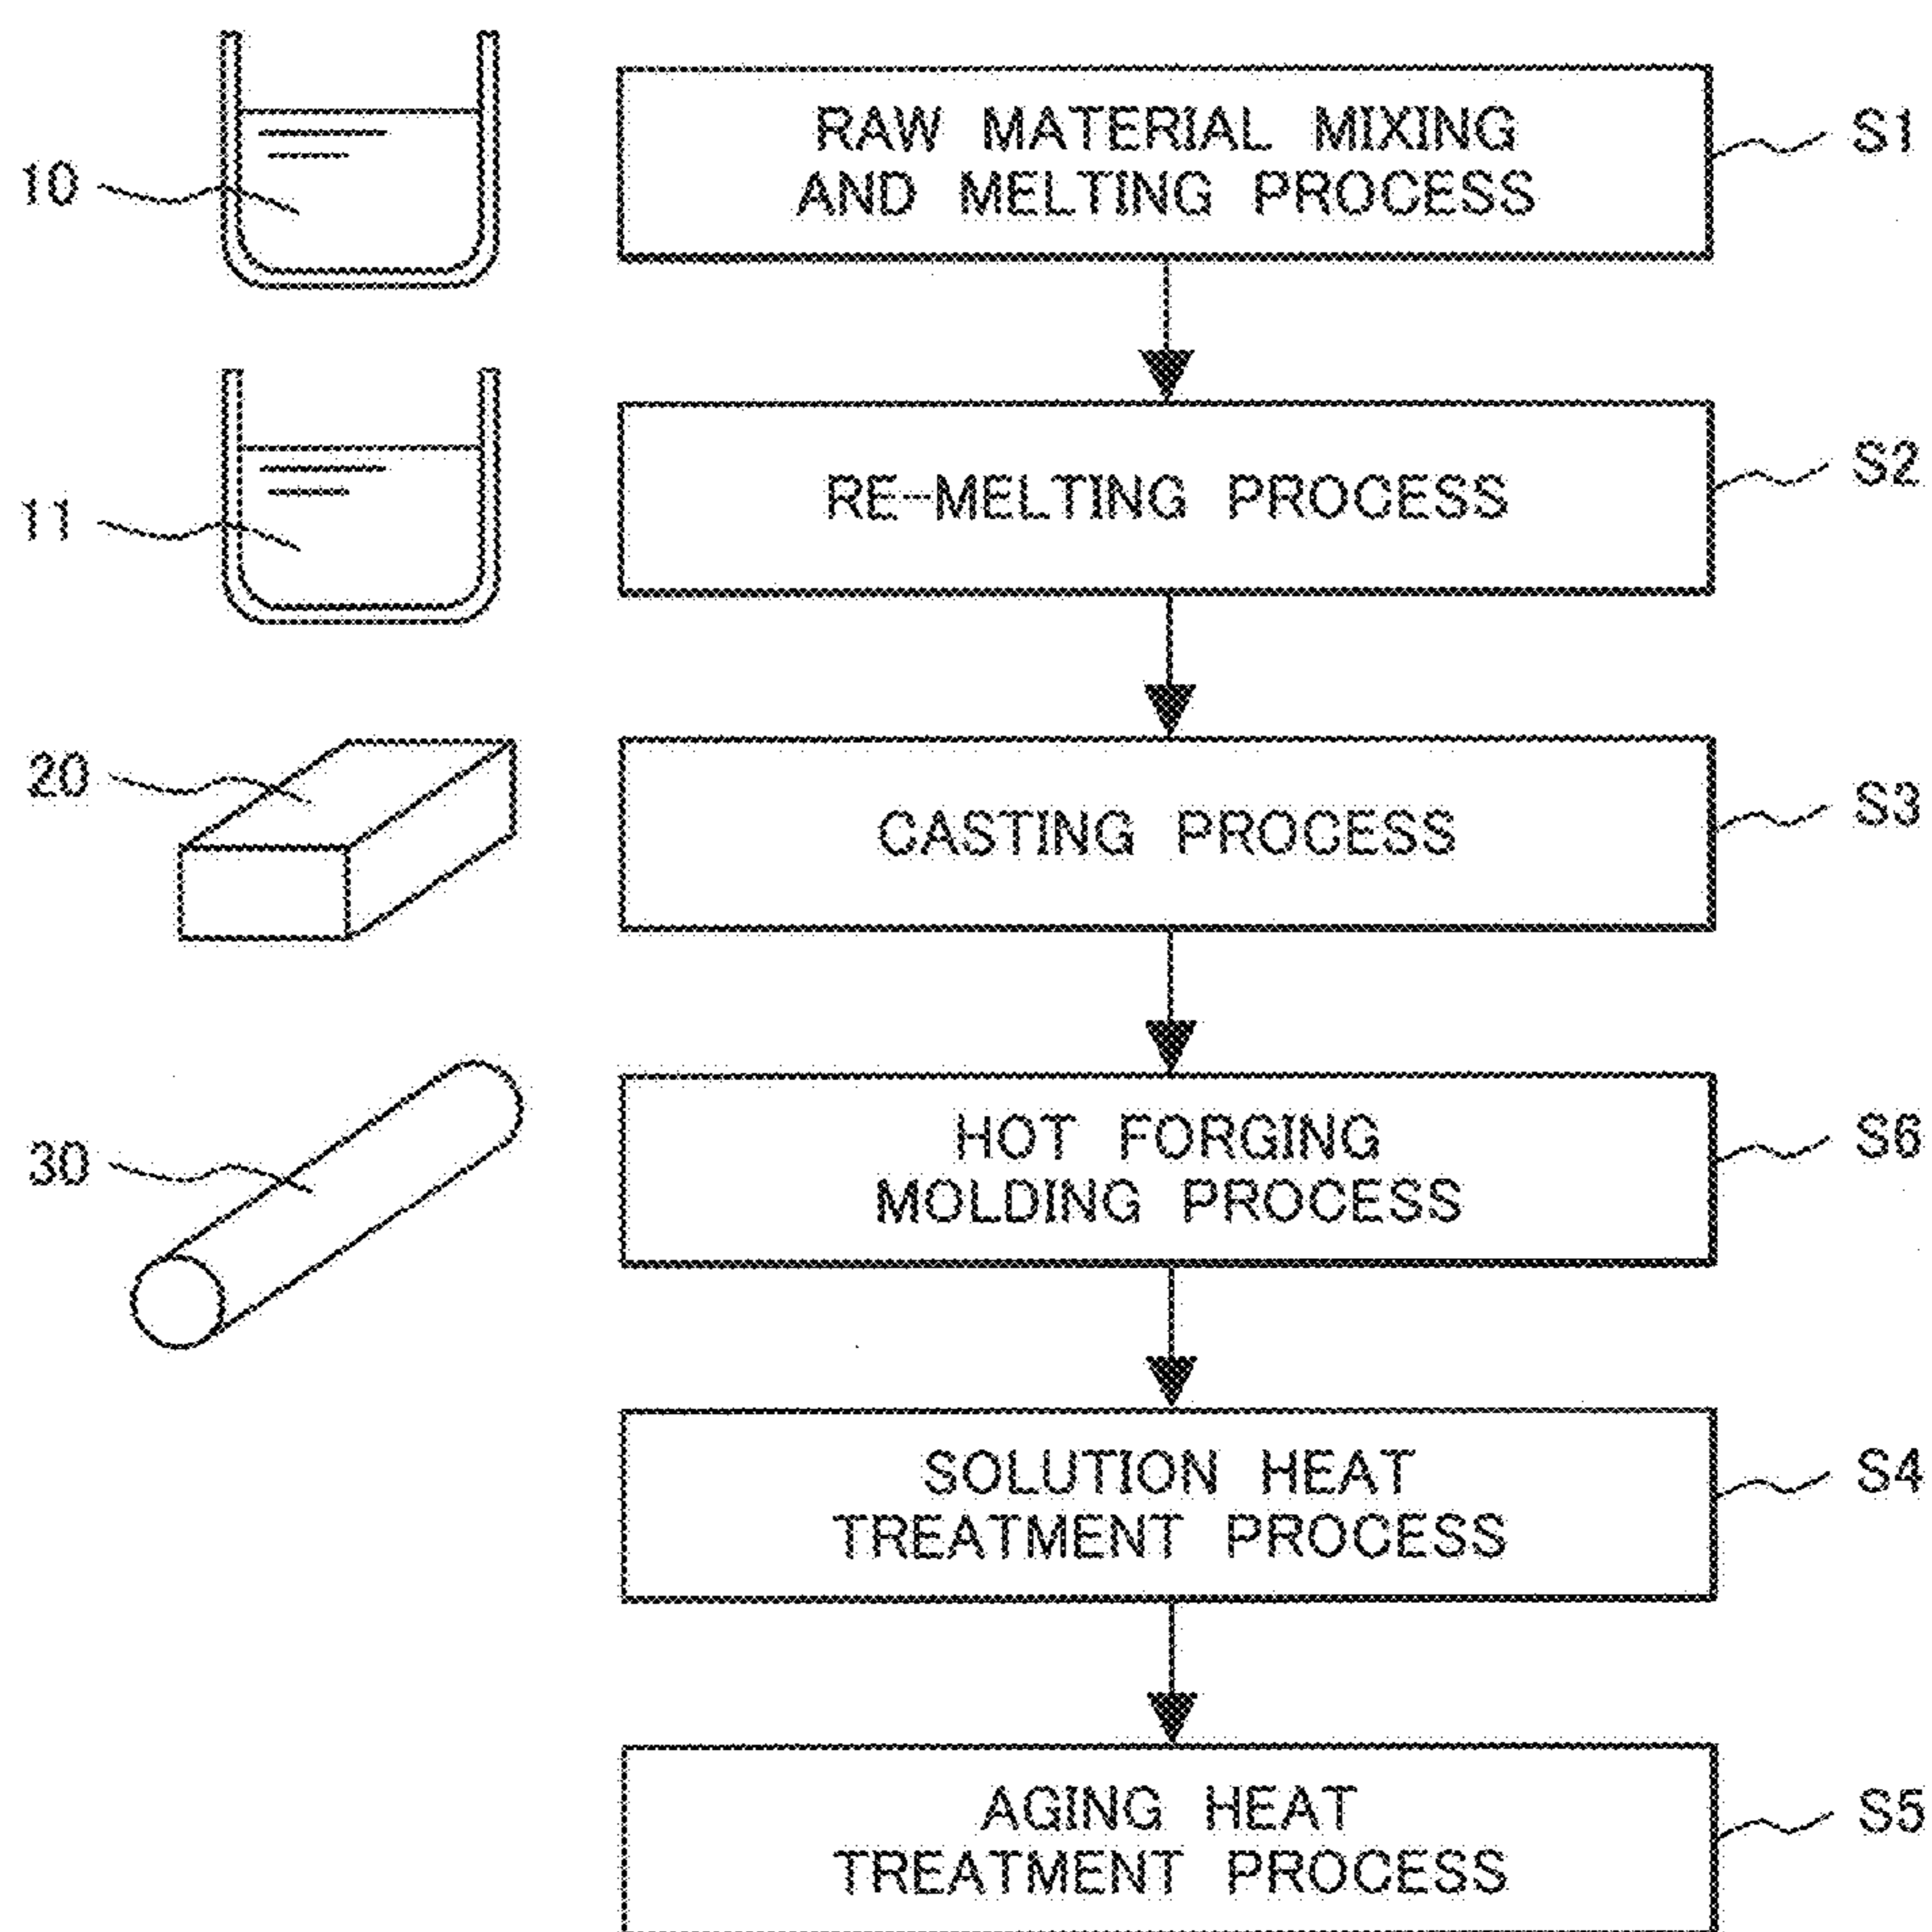 10
RAW MATERIAL MIXING
AND MELTING PROCESS
S1
11
RE-MELTING PROCESS
S2
20
CASTING PROCESS
S3
30
HOT FORGING
MOLDING PROCESS
S6
SOLUTION HEAT
TREATMENT PROCESS
S4
AGING HEAT
TREATMENT PROCESS
S5